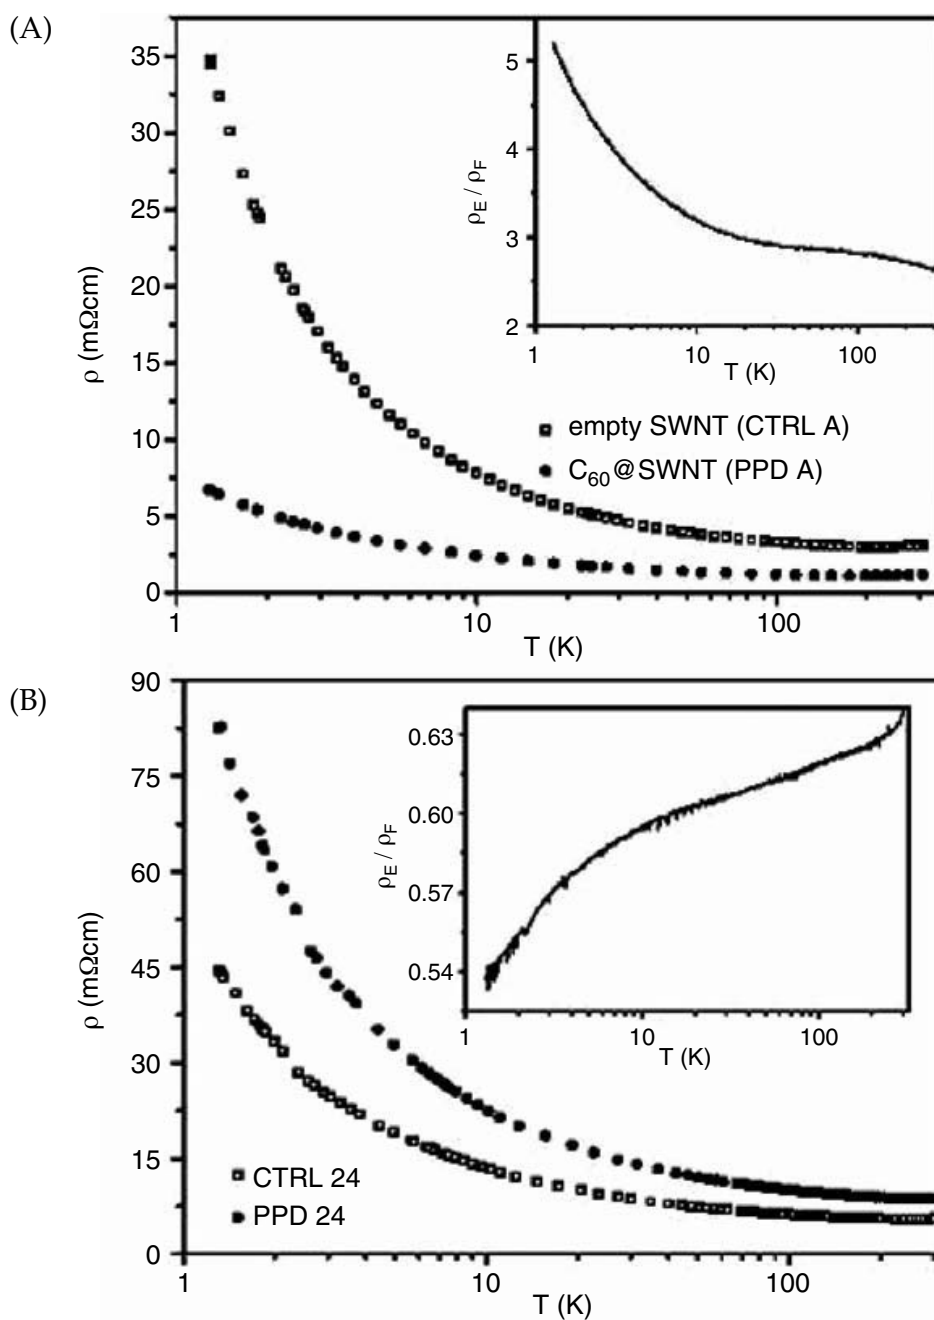 (A)
35
30
25
20
15
10
5
0
ρ (mΩcm)
1
10
100
T (K)
5
4
3
2
ρE / ρF
1
10
100
T (K)
empty SWNT (CTRL A)
C60@SWNT (PPD A)
(B)
90
75
60
45
30
15
0
ρ (mΩcm)
1
10
100
T (K)
0.63
0.60
0.57
0.54
ρE / ρF
1
10
100
T (K)
CTRL 24
PPD 24